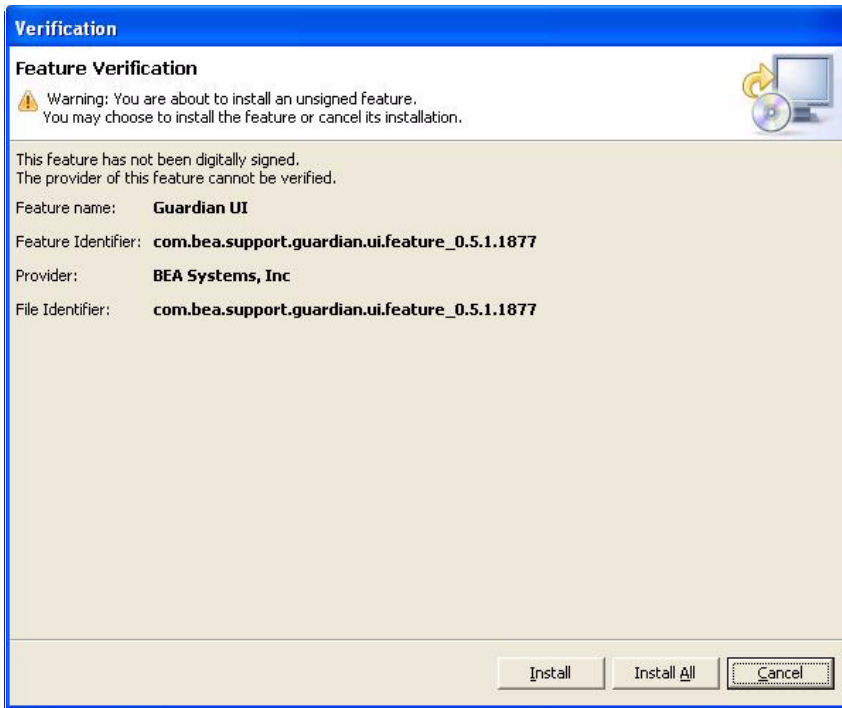 Verification
Feature Verification
Warning: You are about to install an unsigned feature.
You may choose to install the feature or cancel its installation.
This feature has not been digitally signed.
The provider of this feature cannot be verified.
Feature name: Guardian UI
Feature Identifier: com.bea.support.guardian.ui.feature_0.5.1.1877
Provider: BEA Systems, Inc
File Identifier: com.bea.support.guardian.ui.feature_0.5.1.1877
Install Install All Cancel